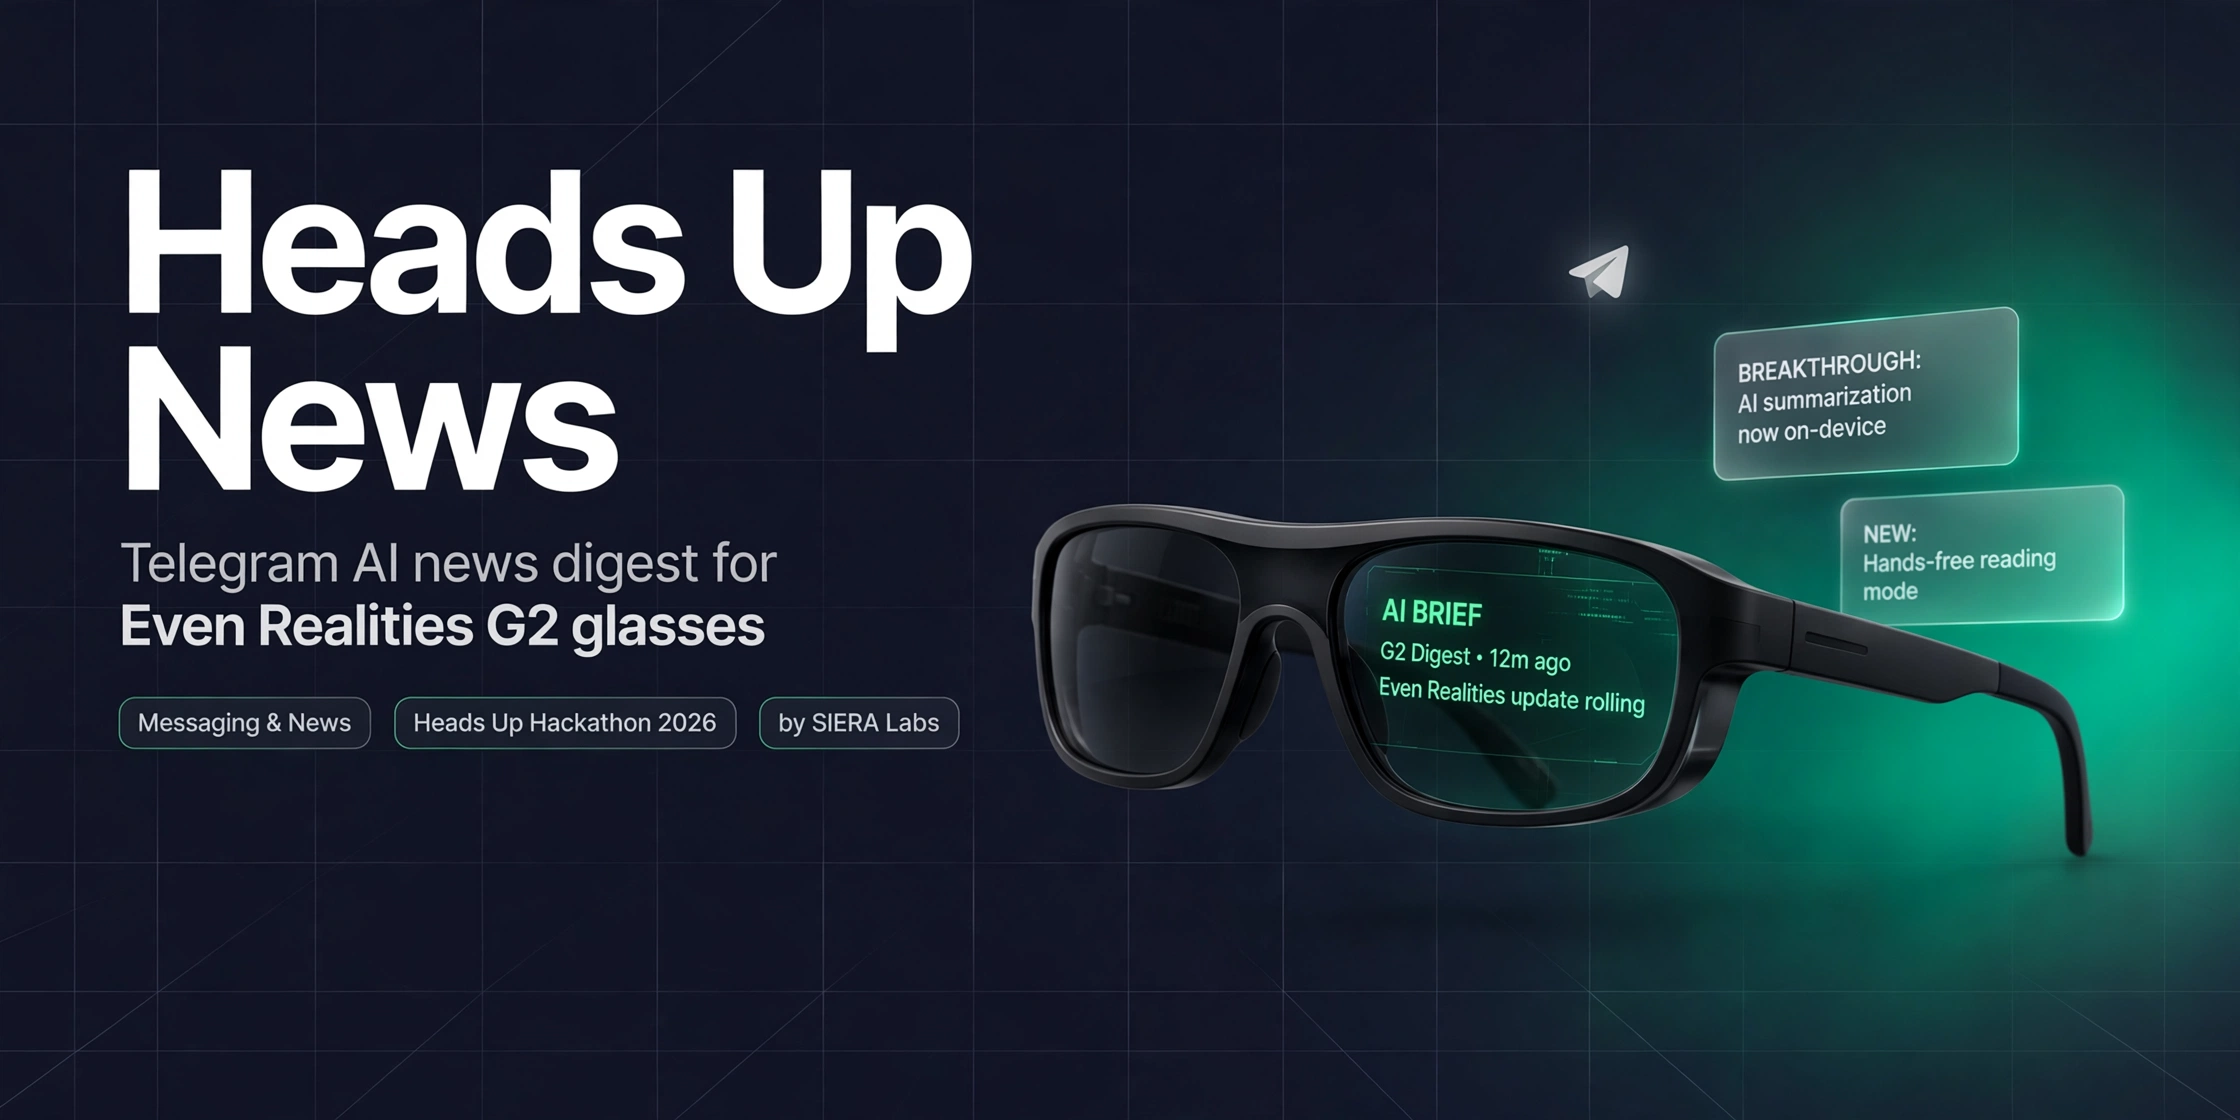 Heads Up
News
Telegram AI news digest for
Even Realities G2 glasses
Messaging & News
Heads Up Hackathon 2026
by SIERA Labs
BREAKTHROUGH:
AI summarization
now on-device
NEW:
Hands-free reading
mode
AI BRIEF
G2 Digest • 12m ago
Even Realities update rolling